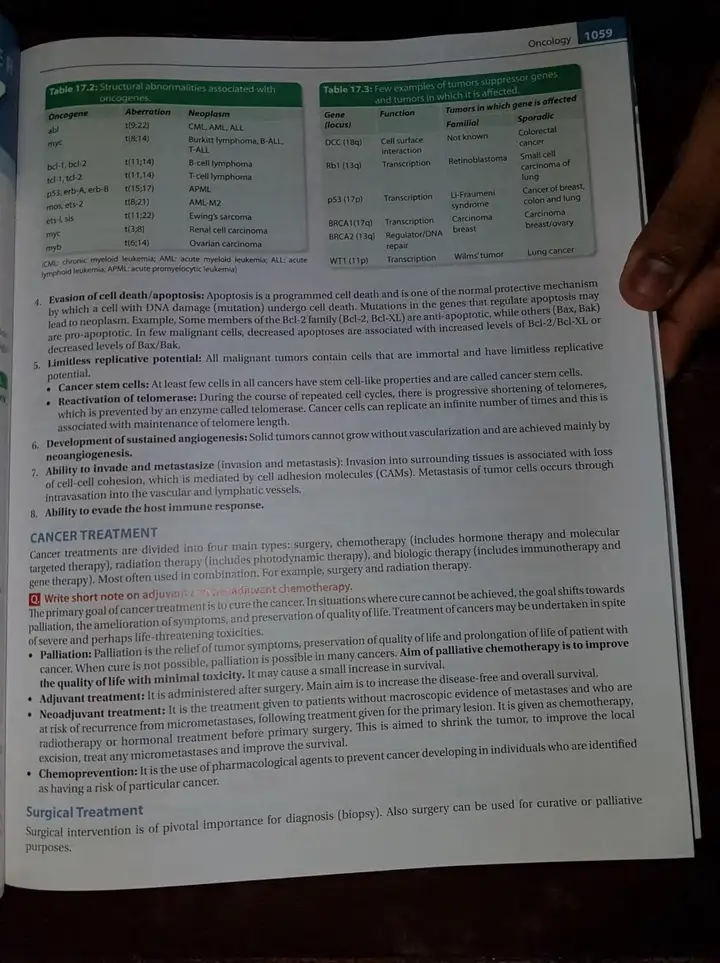 Oncology 1059
Table 17.2: Structural abnormalities associated with
oncogenes.
Oncogene Aberration Neoplasm
abl t(9;22) CML, AML, ALL
myc t(8;14) Burkitt lymphoma, B-ALL,
T-ALL
bcl-1, bcl-2 t(11;14) B-cell lymphoma
tcl-1, tcl-2 t(11,14) T-cell lymphoma
p53, erb-A, erb-B t(15;17) APML
mos, ets-2 t(8;21) AML-M2
ets-I, sis t(11;22) Ewing's sarcoma
myc t(3;8) Renal cell carcinoma
myb t(6;14) Ovarian carcinoma
(CML: chronic myeloid leukemia; AML: acute myeloid leukemia; ALL: acute
lymphoid leukemia; APML: acute promyelocytic leukemia)
Table 17.3: Few examples of tumors suppressor genes
and tumors in which it is affected.
Gene Function Tumors in which gene is affected
(locus) Familial Sporadic
DCC (18q) Cell surface Not known Colorectal
interaction cancer
Rb1 (13q) Transcription Retinoblastoma Small cell
carcinoma of
lung
p53 (17p) Transcription Li-Fraumeni Cancer of breast,
syndrome colon and lung
BRCA1(17q) Transcription Carcinoma Carcinoma
BRCA2 (13q) Regulator/DNA breast breast/ovary
repair
WT1 (11p) Transcription Wilms' tumor Lung cancer
4. Evasion of cell death/apoptosis: Apoptosis is a programmed cell death and is one of the normal protective mechanism
by which a cell with DNA damage (mutation) undergo cell death. Mutations in the genes that regulate apoptosis may
lead to neoplasm. Example, Some members of the Bcl-2 family (Bcl-2, Bcl-XL) are anti-apoptotic, while others (Bax, Bak)
are pro-apoptotic. In few malignant cells, decreased apoptoses are associated with increased levels of Bcl-2/Bcl-XL or
decreased levels of Bax/Bak.
5. Limitless replicative potential: All malignant tumors contain cells that are immortal and have limitless replicative
potential.
• Cancer stem cells: At least few cells in all cancers have stem cell-like properties and are called cancer stem cells.
• Reactivation of telomerase: During the course of repeated cell cycles, there is progressive shortening of telomeres,
which is prevented by an enzyme called telomerase. Cancer cells can replicate an infinite number of times and this is
associated with maintenance of telomere length.
6. Development of sustained angiogenesis: Solid tumors cannot grow without vascularization and are achieved mainly by
neoangiogenesis.
7. Ability to invade and metastasize (invasion and metastasis): Invasion into surrounding tissues is associated with loss
of cell-cell cohesion, which is mediated by cell adhesion molecules (CAMs). Metastasis of tumor cells occurs through
intravasation into the vascular and lymphatic vessels.
8. Ability to evade the host immune response.
CANCER TREATMENT
Cancer treatments are divided into four main types: surgery, chemotherapy (includes hormone therapy and molecular
targeted therapy), radiation therapy (includes photodynamic therapy), and biologic therapy (includes immunotherapy and
gene therapy). Most often used in combination. For example, surgery and radiation therapy.
Q. Write short note on adjuvant chemotherapy.
The primary goal of cancer treatment is to cure the cancer. In situations where cure cannot be achieved, the goal shifts towards
palliation, the amelioration of symptoms, and preservation of quality of life. Treatment of cancers may be undertaken in spite
of severe and perhaps life-threatening toxicities.
• Palliation: Palliation is the relief of tumor symptoms, preservation of quality of life and prolongation of life of patient with
cancer. When cure is not possible, palliation is possible in many cancers. Aim of palliative chemotherapy is to improve
the quality of life with minimal toxicity. It may cause a small increase in survival.
• Adjuvant treatment: It is administered after surgery. Main aim is to increase the disease-free and overall survival.
• Neoadjuvant treatment: It is the treatment given to patients without macroscopic evidence of metastases and who are
at risk of recurrence from micrometastases, following treatment given for the primary lesion. It is given as chemotherapy,
radiotherapy or hormonal treatment before primary surgery. This is aimed to shrink the tumor, to improve the local
excision, treat any micrometastases and improve the survival.
• Chemoprevention: It is the use of pharmacological agents to prevent cancer developing in individuals who are identified
as having a risk of particular cancer.
Surgical Treatment
Surgical intervention is of pivotal importance for diagnosis (biopsy). Also surgery can be used for curative or palliative
purposes.